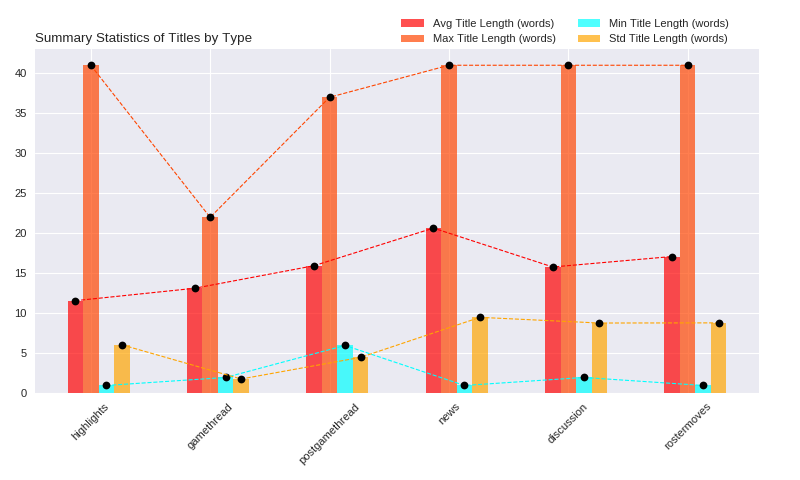 Summary Statistics of Titles by Type
Avg Title Length (words)
Max Title Length (words)
Min Title Length (words)
Std Title Length (words)
40
35
30
25
20
15
10
5
0
highlights
gamethread
postgamethread
news
discussion
rostermoves